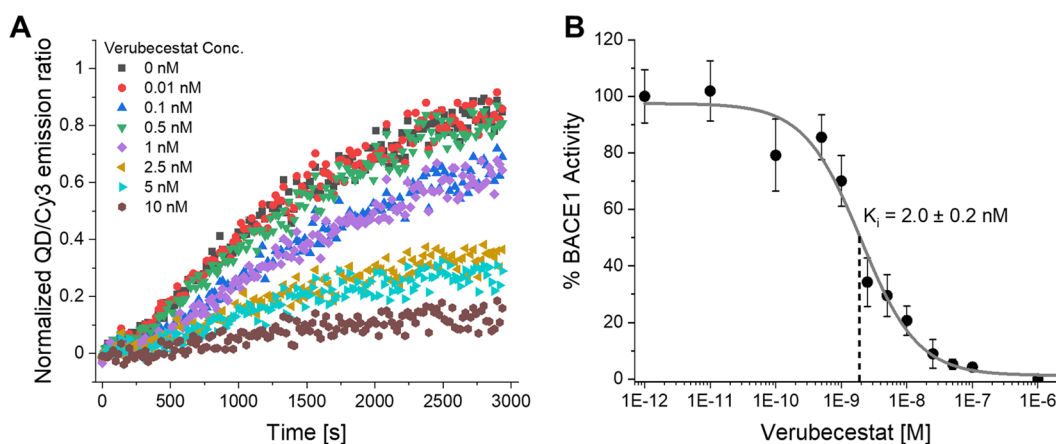 A
Normalized QD/Cy3 emission ratio
1
0.8
0.6
0.4
0.2
0
Verubecestat Conc.
0 nM
0.01 nM
0.1 nM
0.5 nM
1 nM
2.5 nM
5 nM
10 nM
0 500 1000 1500 2000 2500 3000
Time [s]
B
% BACE1 Activity
120
100
80
60
40
20
0
Ki = 2.0 ± 0.2 nM
1E-12 1E-11 1E-10 1E-9 1E-8 1E-7 1E-6
Verubecestat [M]